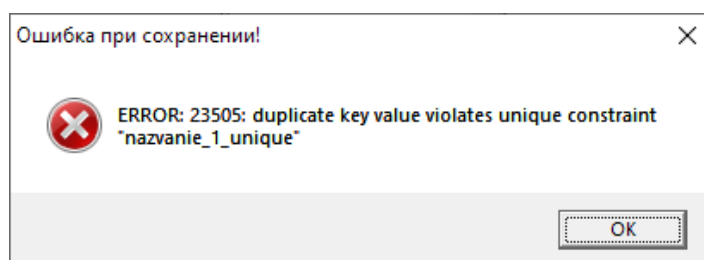 Ошибка при сохранении!
ERROR: 23505: duplicate key value violates unique constraint
"nazvanie_1_unique"
OK